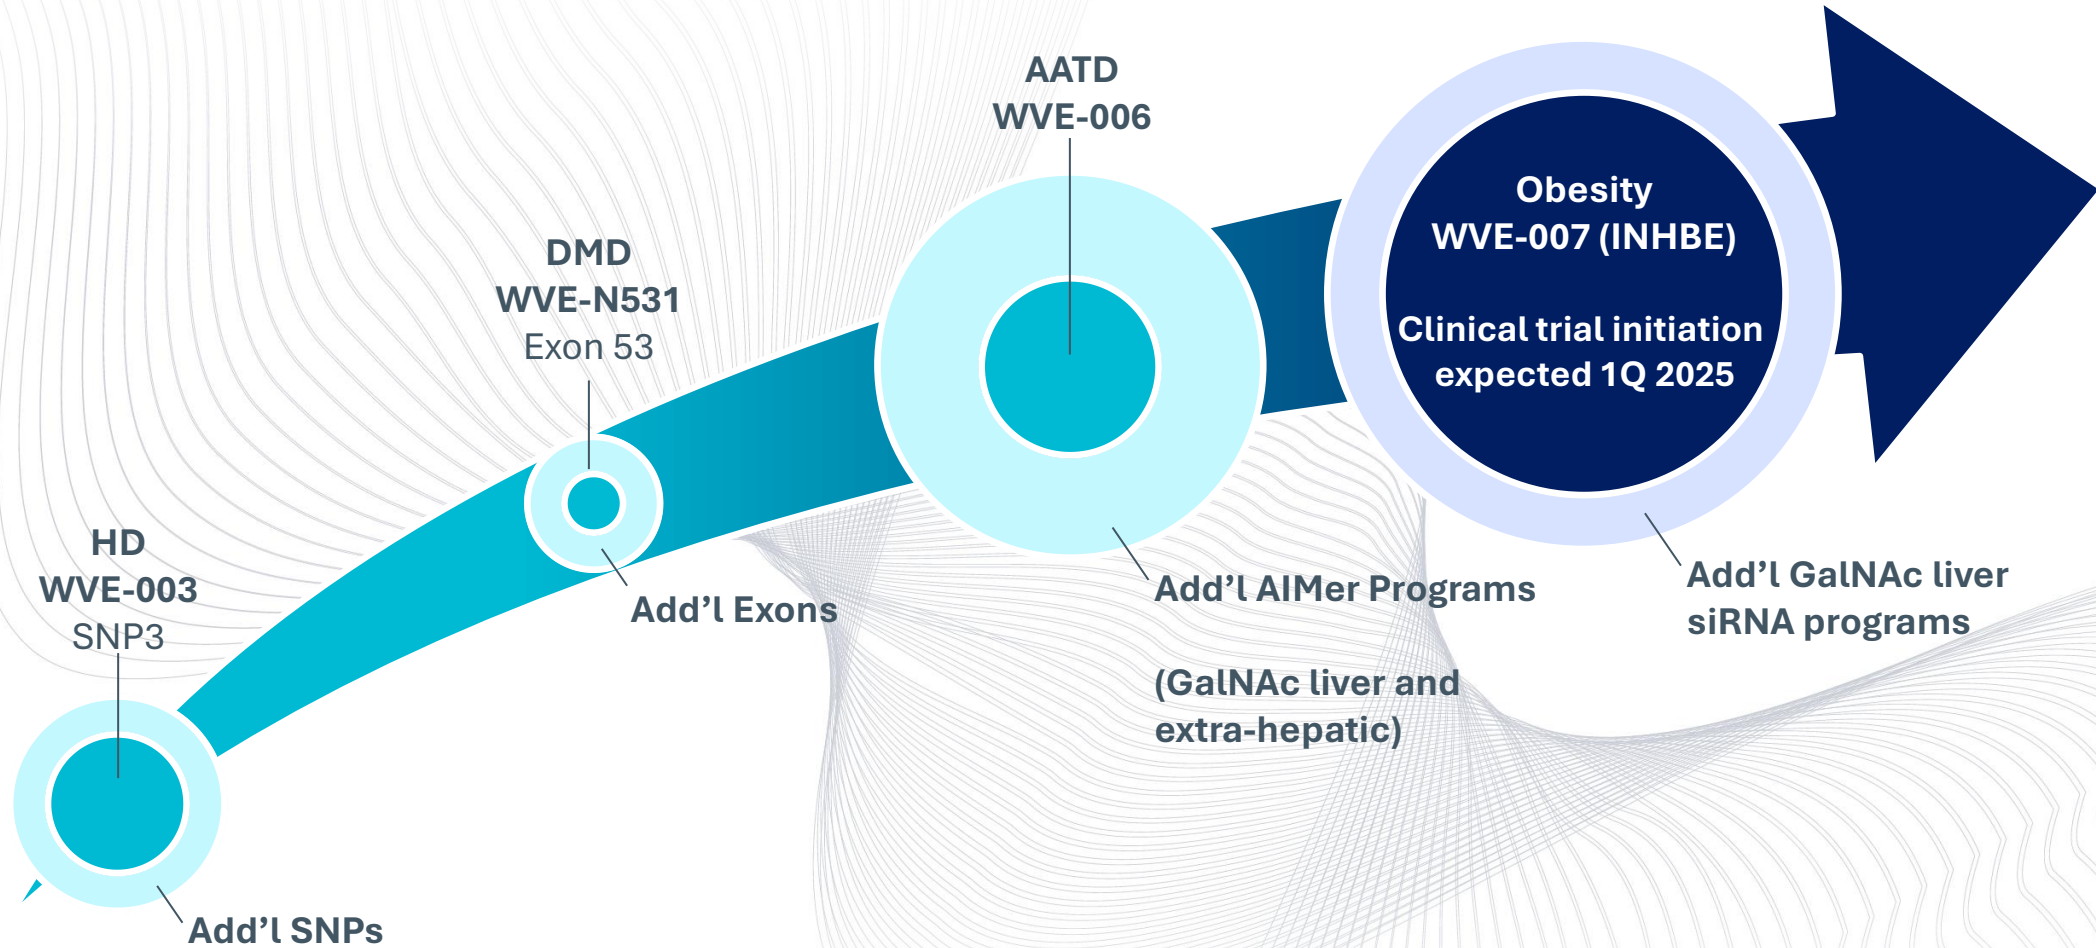 HD
WVE-003
SNP3
Add’l SNPs
DMD
WVE-N531
Exon 53
Add’l Exons
AATD
WVE-006
Add’l AIMer Programs
(GalNAc liver and
extra-hepatic)
Obesity
WVE-007 (INHBE)
Clinical trial initiation
expected 1Q 2025
Add’l GalNAc liver
siRNA programs